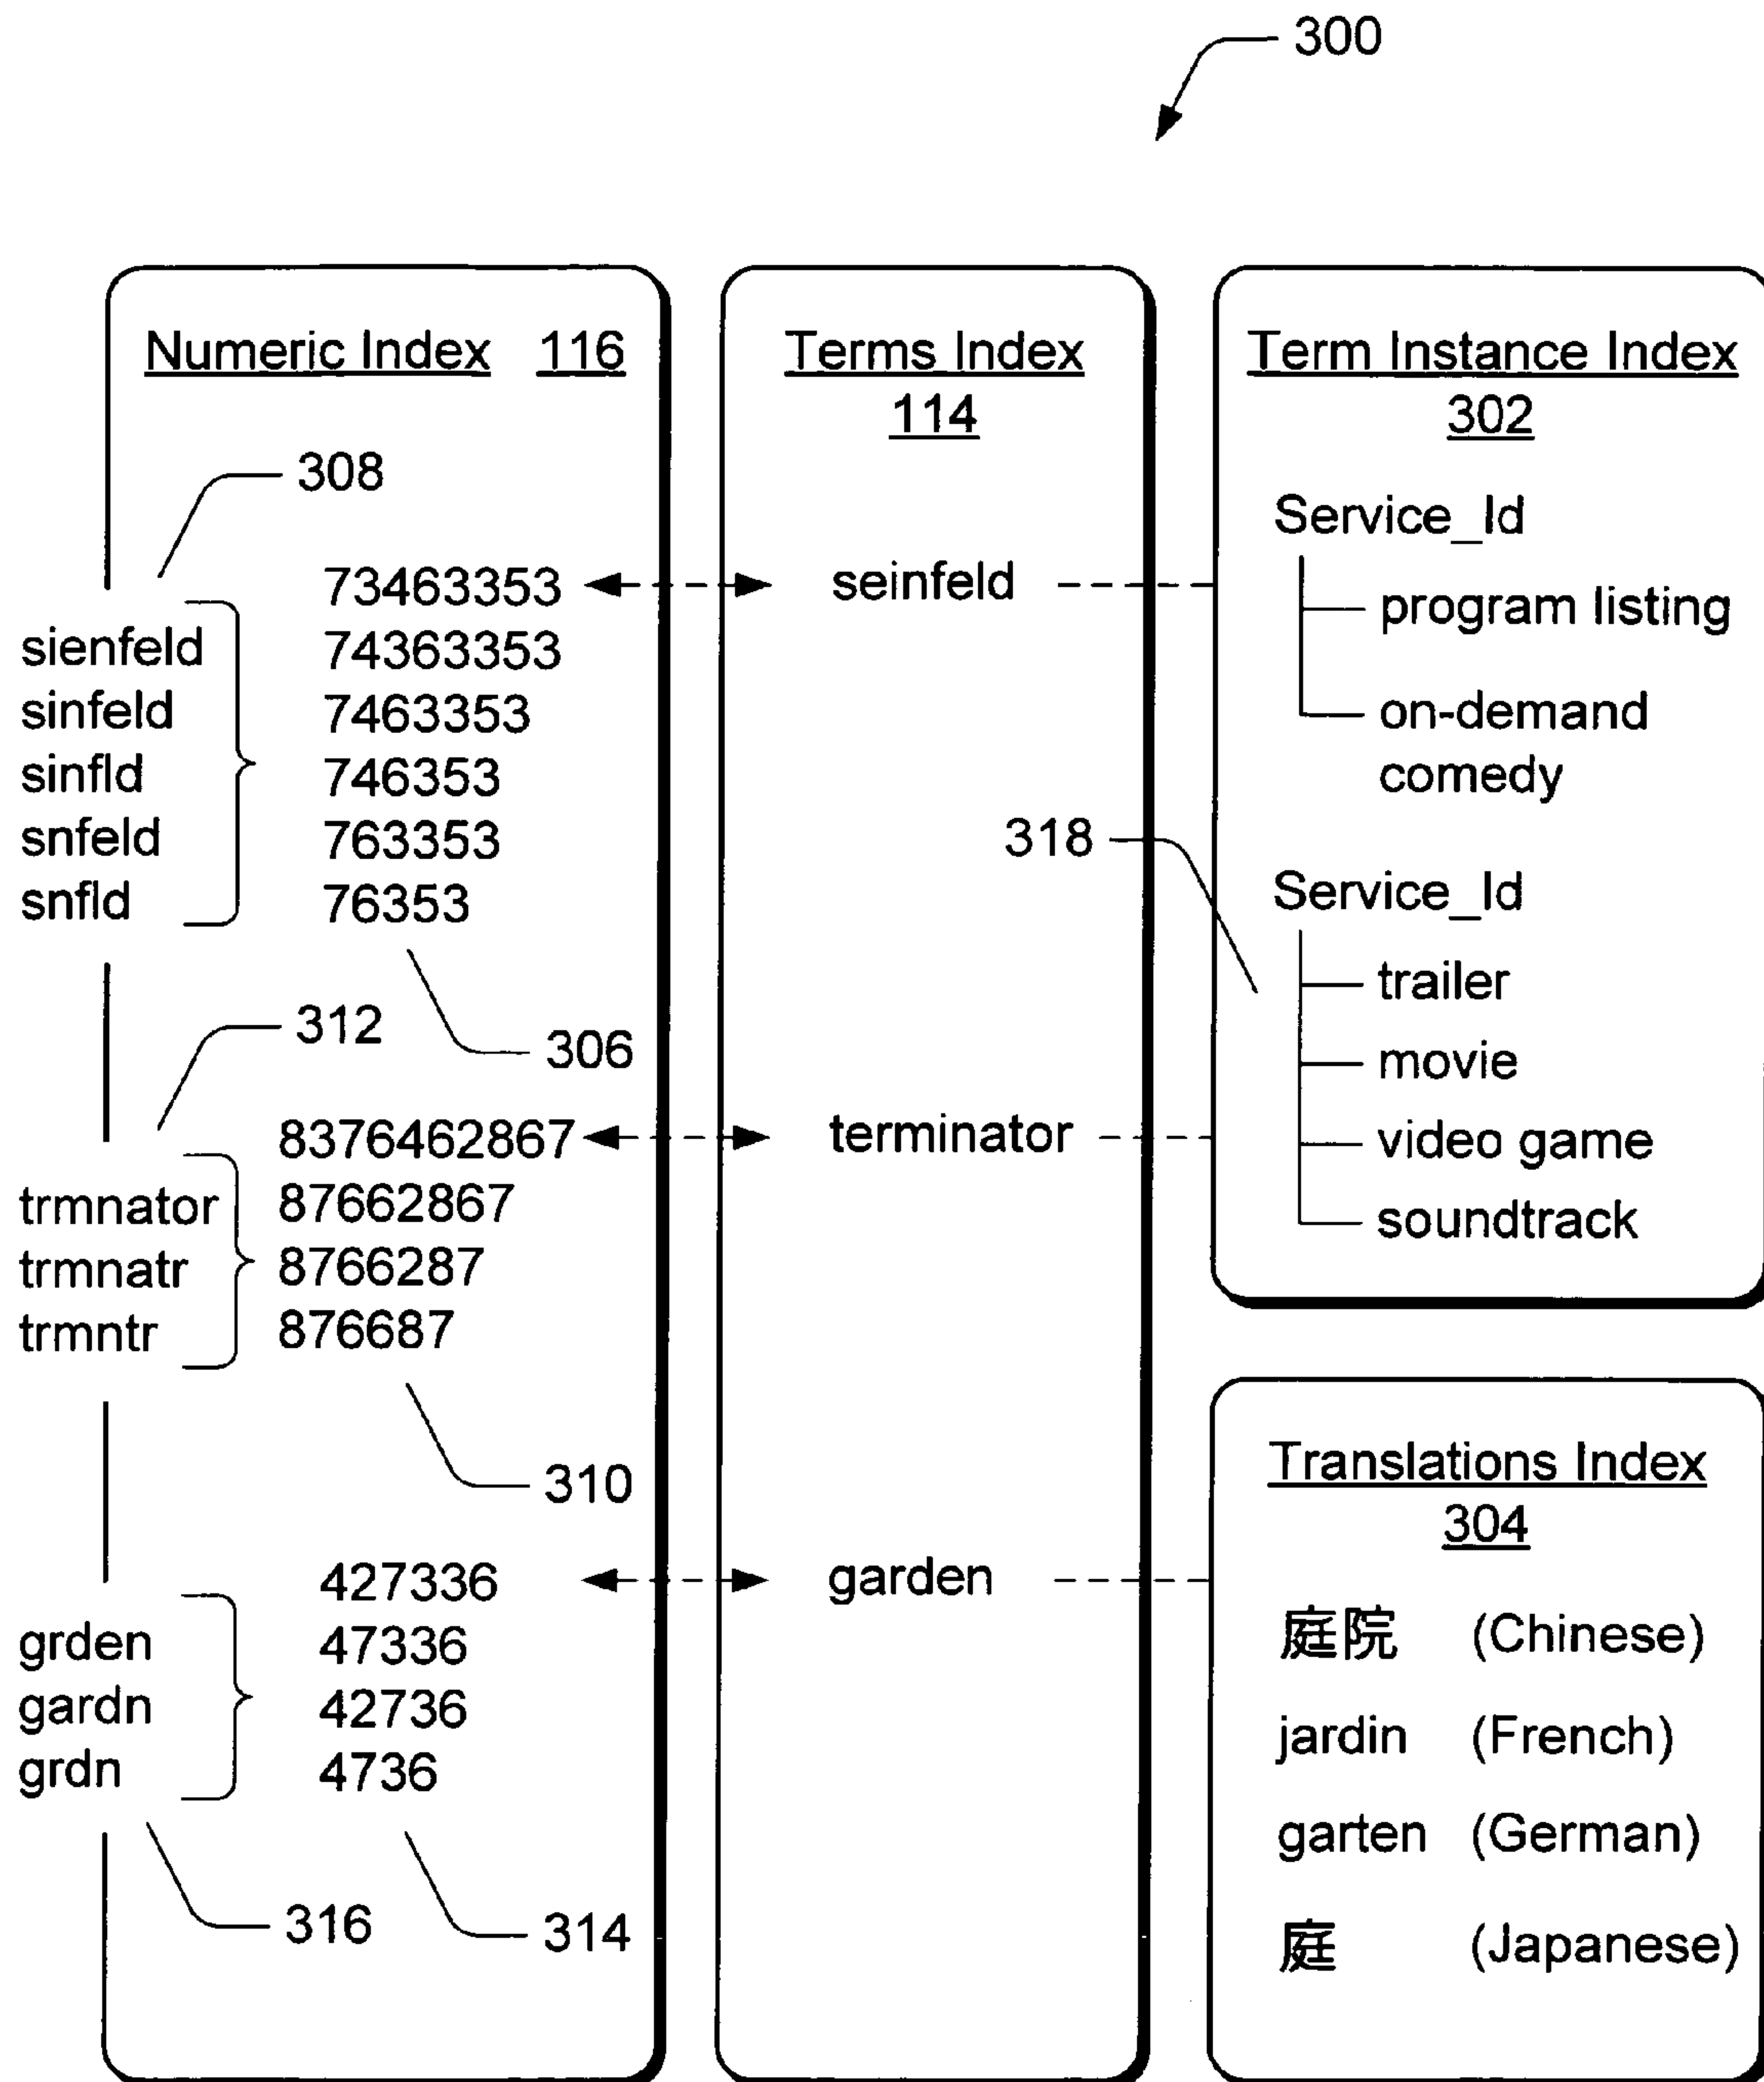 300
Numeric Index 116
308
73463353
sienfeld 74363353
sinfeld 7463353
sinfld 746353
snfeld 763353
snfld 76353
312
306
8376462867
trmnator 87662867
trmnatr 8766287
trmntr 876687
310
427336
grden 47336
gardn 42736
grdn 4736
316
314
Terms Index
114
seinfeld
terminator
garden
Term Instance Index
302
Service_Id
program listing
on-demand
comedy
318
Service_Id
trailer
movie
video game
soundtrack
Translations Index
304
庭院 (Chinese)
jardin (French)
garten (German)
庭 (Japanese)